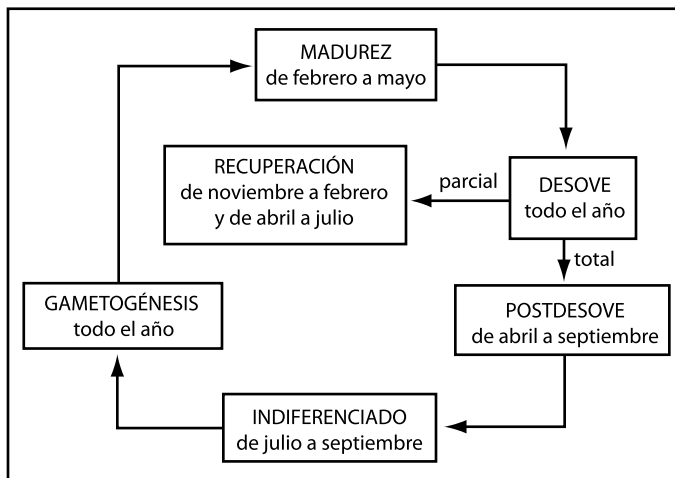 MADUREZ
de febrero a mayo
RECUPERACIÓN
de noviembre a febrero
y de abril a julio
parcial
DESOVE
todo el año
total
GAMETOGÉNESIS
todo el año
POSTDESOVE
de abril a septiembre
INDIFERENCIADO
de julio a septiembre